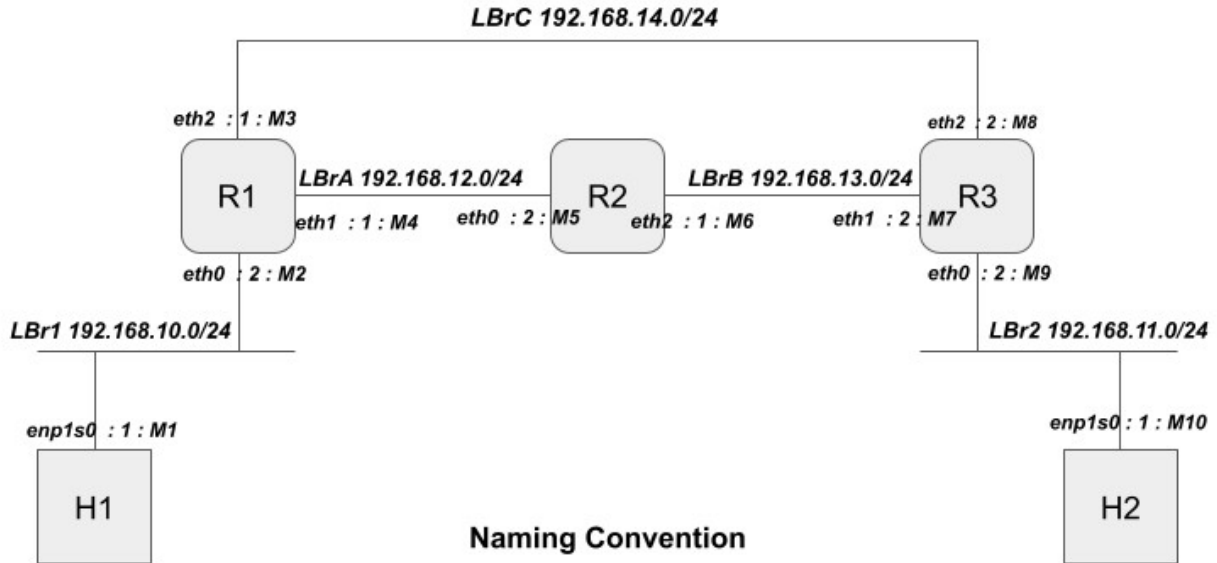 LBrC 192.168.14.0/24
eth2 : 1 : M3
eth2 : 2 : M8
R1
LBrA 192.168.12.0/24
R2
LBrB 192.168.13.0/24
R3
eth1 : 1 : M4
eth0 : 2 : M5
eth2 : 1 : M6
eth1 : 2 : M7
eth0 : 2 : M2
eth0 : 2 : M9
LBr1 192.168.10.0/24
LBr2 192.168.11.0/24
enp1s0 : 1 : M1
enp1s0 : 1 : M10
H1
H2
Naming Convention